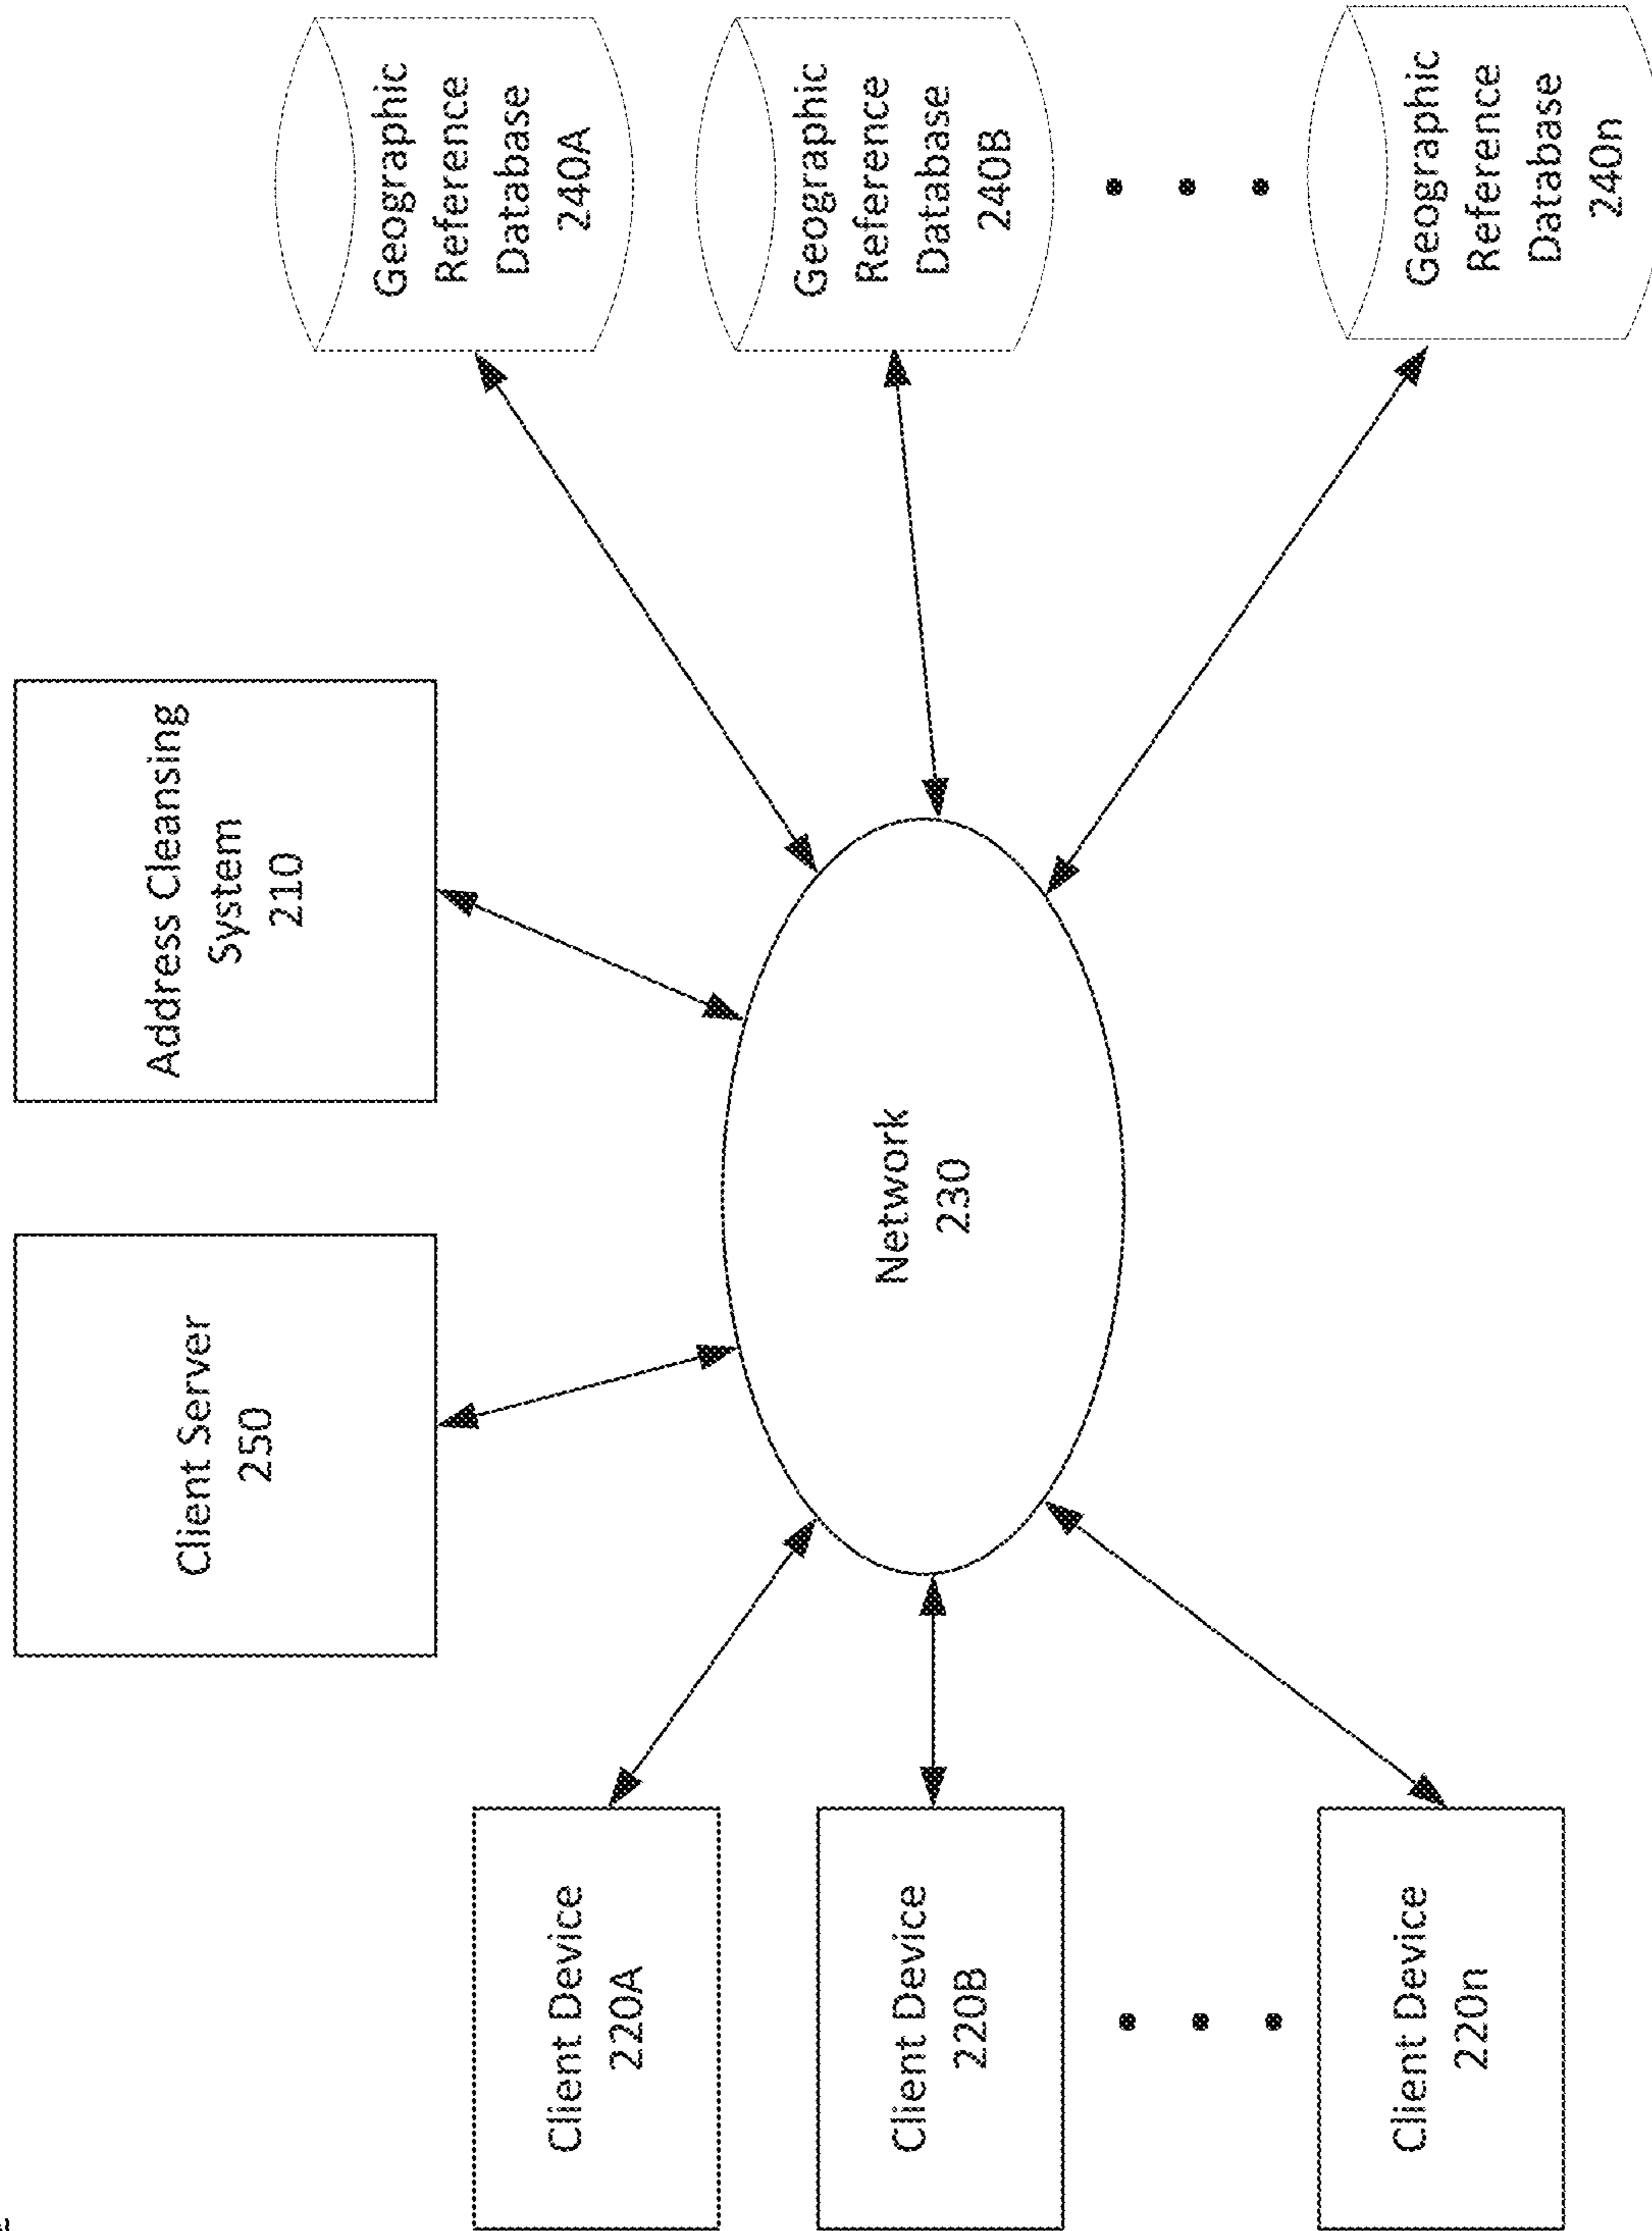 Client Server
250
Address Cleansing
System
210
Client Device
220A
Client Device
220B
Client Device
220n
Network
230
Geographic
Reference
Database
240A
Geographic
Reference
Database
240B
Geographic
Reference
Database
240n